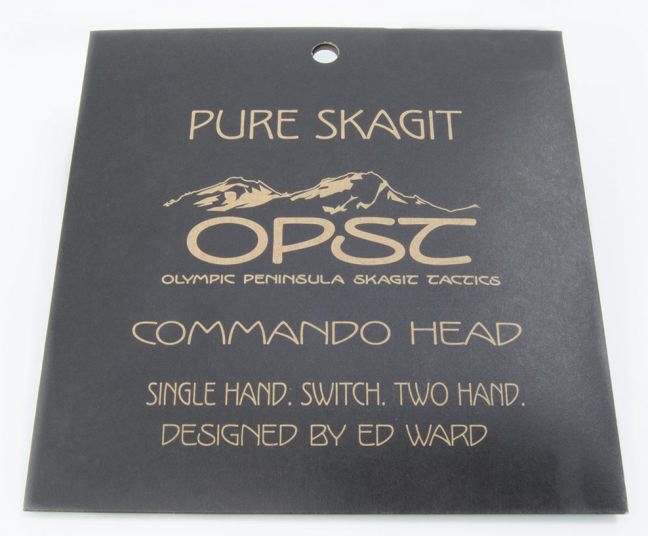 PURE SKAGIT
OPST
OLYMPIC PENINSULA SKAGIT TACTICS
COMMANDO HEAD
SINGLE HAND. SWITCH. TWO HAND.
DESIGNED BY ED WARD